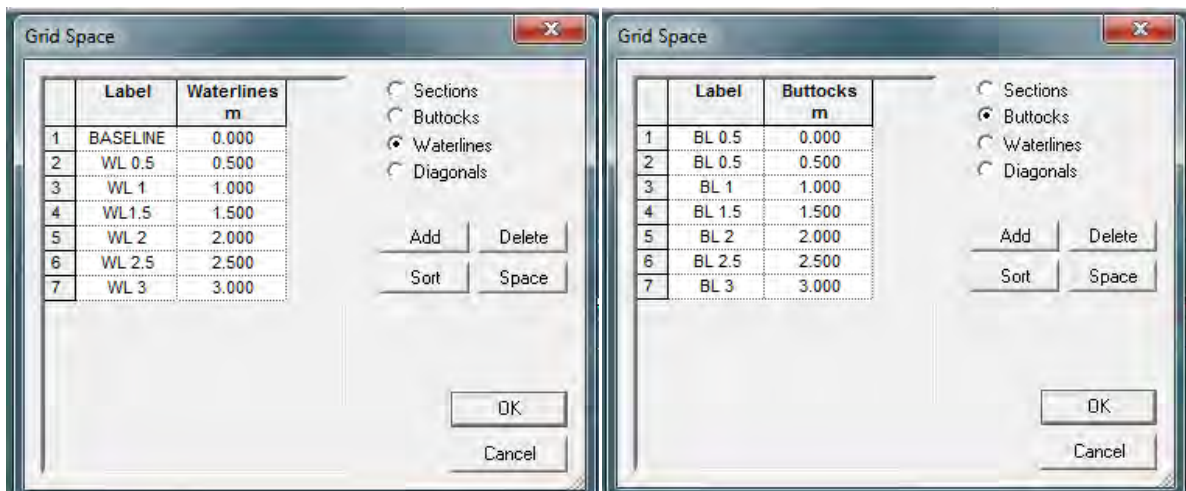 Grid Space
Label Waterlines m
1 BASELINE 0.000
2 WL 0.5 0.500
3 WL 1 1.000
4 WL1.5 1.500
5 WL 2 2.000
6 WL 2.5 2.500
7 WL 3 3.000
Sections
Buttocks
Waterlines
Diagonals
Add Delete
Sort Space
OK
Cancel
Grid Space
Label Buttocks m
1 BL 0.5 0.000
2 BL 0.5 0.500
3 BL 1 1.000
4 BL 1.5 1.500
5 BL 2 2.000
6 BL 2.5 2.500
7 BL 3 3.000
Sections
Buttocks
Waterlines
Diagonals
Add Delete
Sort Space
OK
Cancel